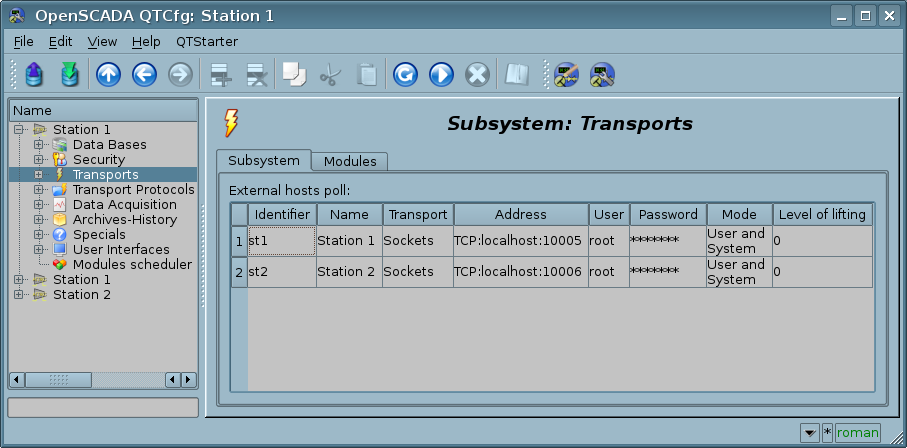 OpenSCADA QTCfg: Station 1
File Edit View Help QTStarter
Name
Station 1
Data Bases
Security
Transports
Transport Protocols
Data Acquisition
Archives-History
Specials
User Interfaces
Modules scheduler
Station 1
Station 2
Subsystem: Transports
Subsystem Modules
External hosts poll:
Identifier Name Transport Address User Password Mode Level of lifting
1 st1 Station 1 Sockets TCP:localhost:10005 root ******* User and System 0
2 st2 Station 2 Sockets TCP:localhost:10006 root ******* User and System 0
* roman